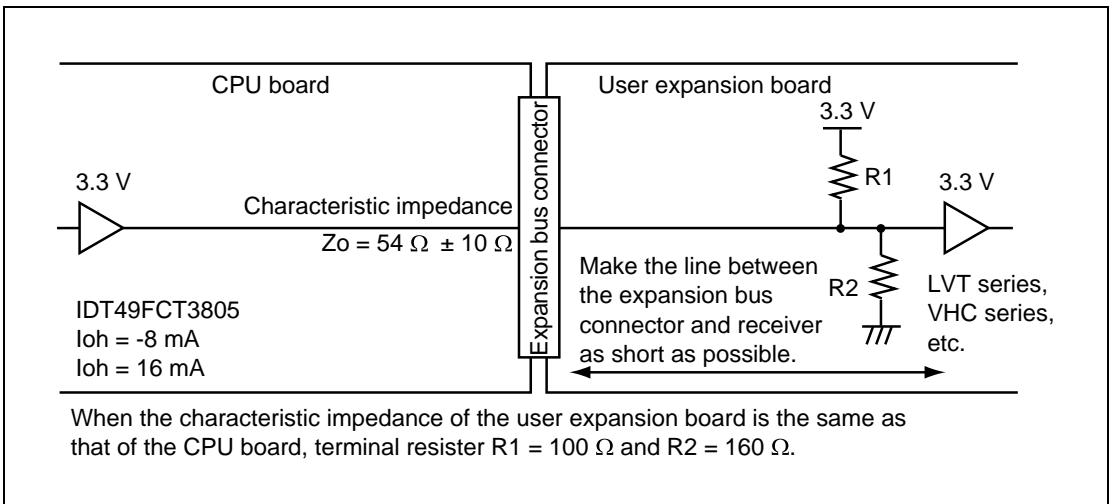 CPU board
User expansion board
3.3 V
R1
3.3 V
3.3 V
Characteristic impedance
Zo = 54 Ω ± 10 Ω
Expansion bus connector
Make the line between
the expansion bus
connector and receiver
as short as possible.
R2
LVT series,
VHC series,
etc.
IDT49FCT3805
Ioh = -8 mA
Ioh = 16 mA
When the characteristic impedance of the user expansion board is the same as
that of the CPU board, terminal resister R1 = 100 Ω and R2 = 160 Ω.